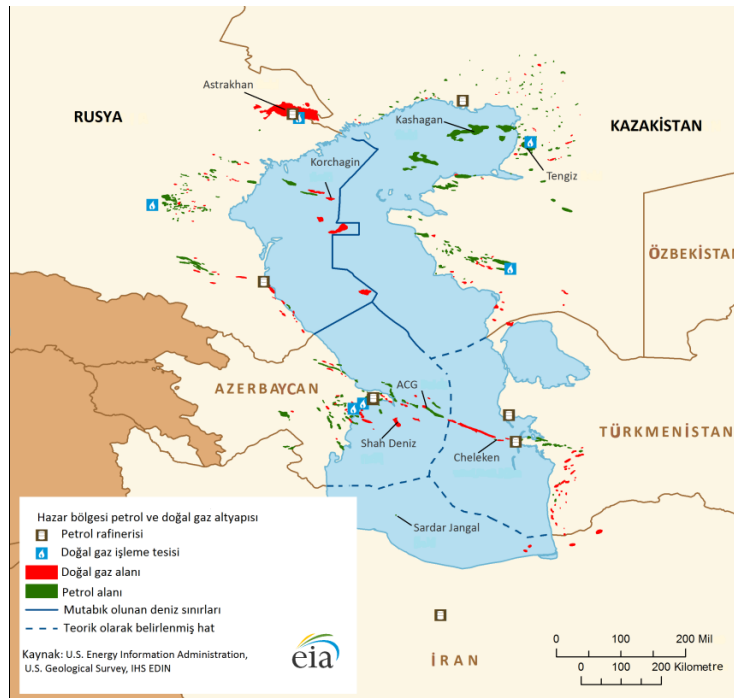 Astrakhan
RUSYA
Kashagan
KAZAKİSTAN
Korchagin
Tengiz
ÖZBEKİSTAN
AZERBAYCAN
ACG
Shah Deniz
Cheleken
TÜRKMENİSTAN
Sardar Jangal
İRAN
Hazar bölgesi petrol ve doğal gaz altyapısı
Petrol rafinerisi
Doğal gaz işleme tesisi
Doğal gaz alanı
Petrol alanı
Mutabık olunan deniz sınırları
Teorik olarak belirlenmiş hat
Kaynak: U.S. Energy Information Administration,
U.S. Geological Survey, IHS EDIN
eia
0 100 200 Mil
0 100 200 Kilometre